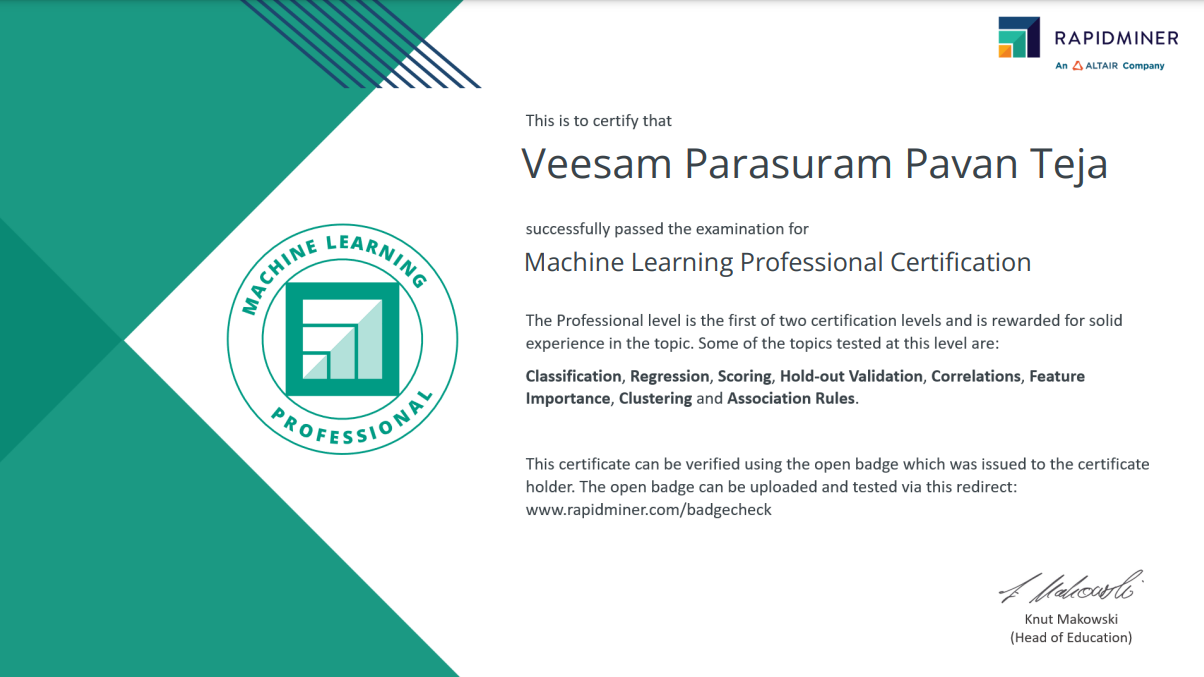 RAPIDMINER
An ALTAIR Company
This is to certify that
Veesam Parasuram Pavan Teja
successfully passed the examination for
Machine Learning Professional Certification
MACHINE LEARNING
PROFESSIONAL
The Professional level is the first of two certification levels and is rewarded for solid
experience in the topic. Some of the topics tested at this level are:
Classification, Regression, Scoring, Hold-out Validation, Correlations, Feature
Importance, Clustering and Association Rules.
This certificate can be verified using the open badge which was issued to the certificate
holder. The open badge can be uploaded and tested via this redirect:
www.rapidminer.com/badgecheck
K Makowski
Knut Makowski
(Head of Education)